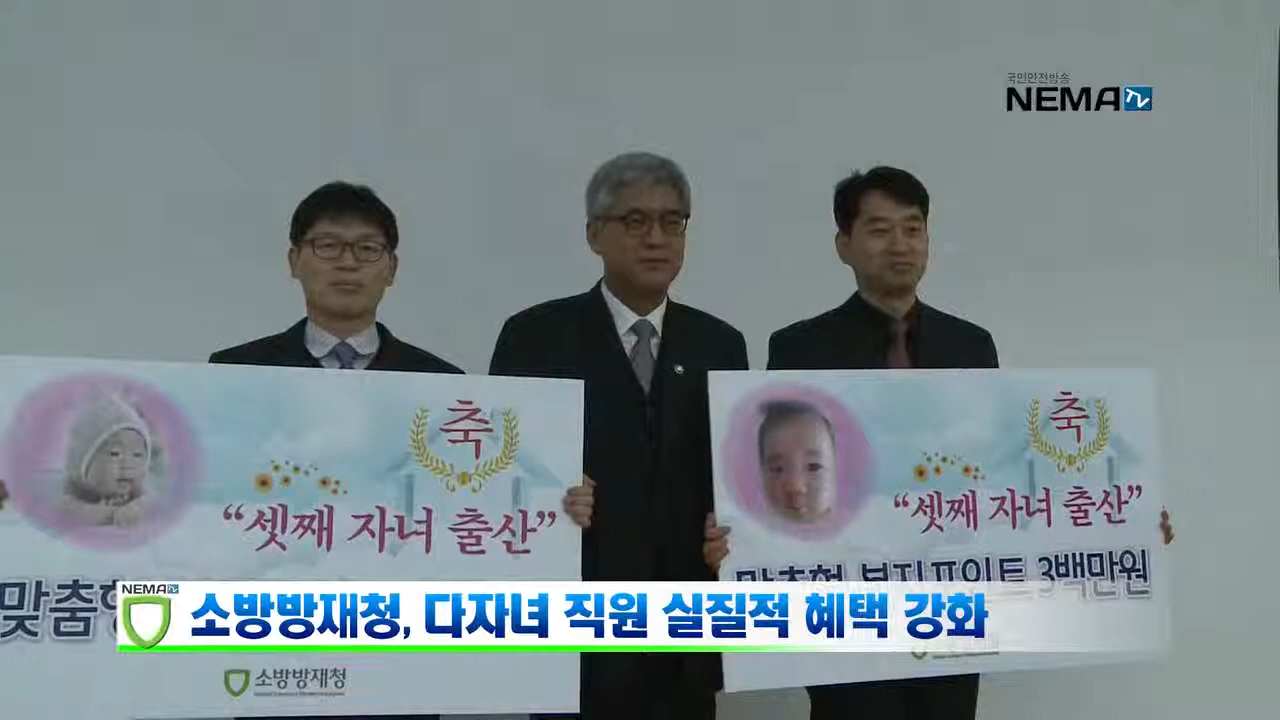 국민안전방송
NEMA TV
축
"셋째 자녀 출산"
맞춤형
소방방재청
축
"셋째 자녀 출산"
맞춤형 복지포인트 3백만원
NEMA TV
소방방재청, 다자녀 직원 실질적 혜택 강화